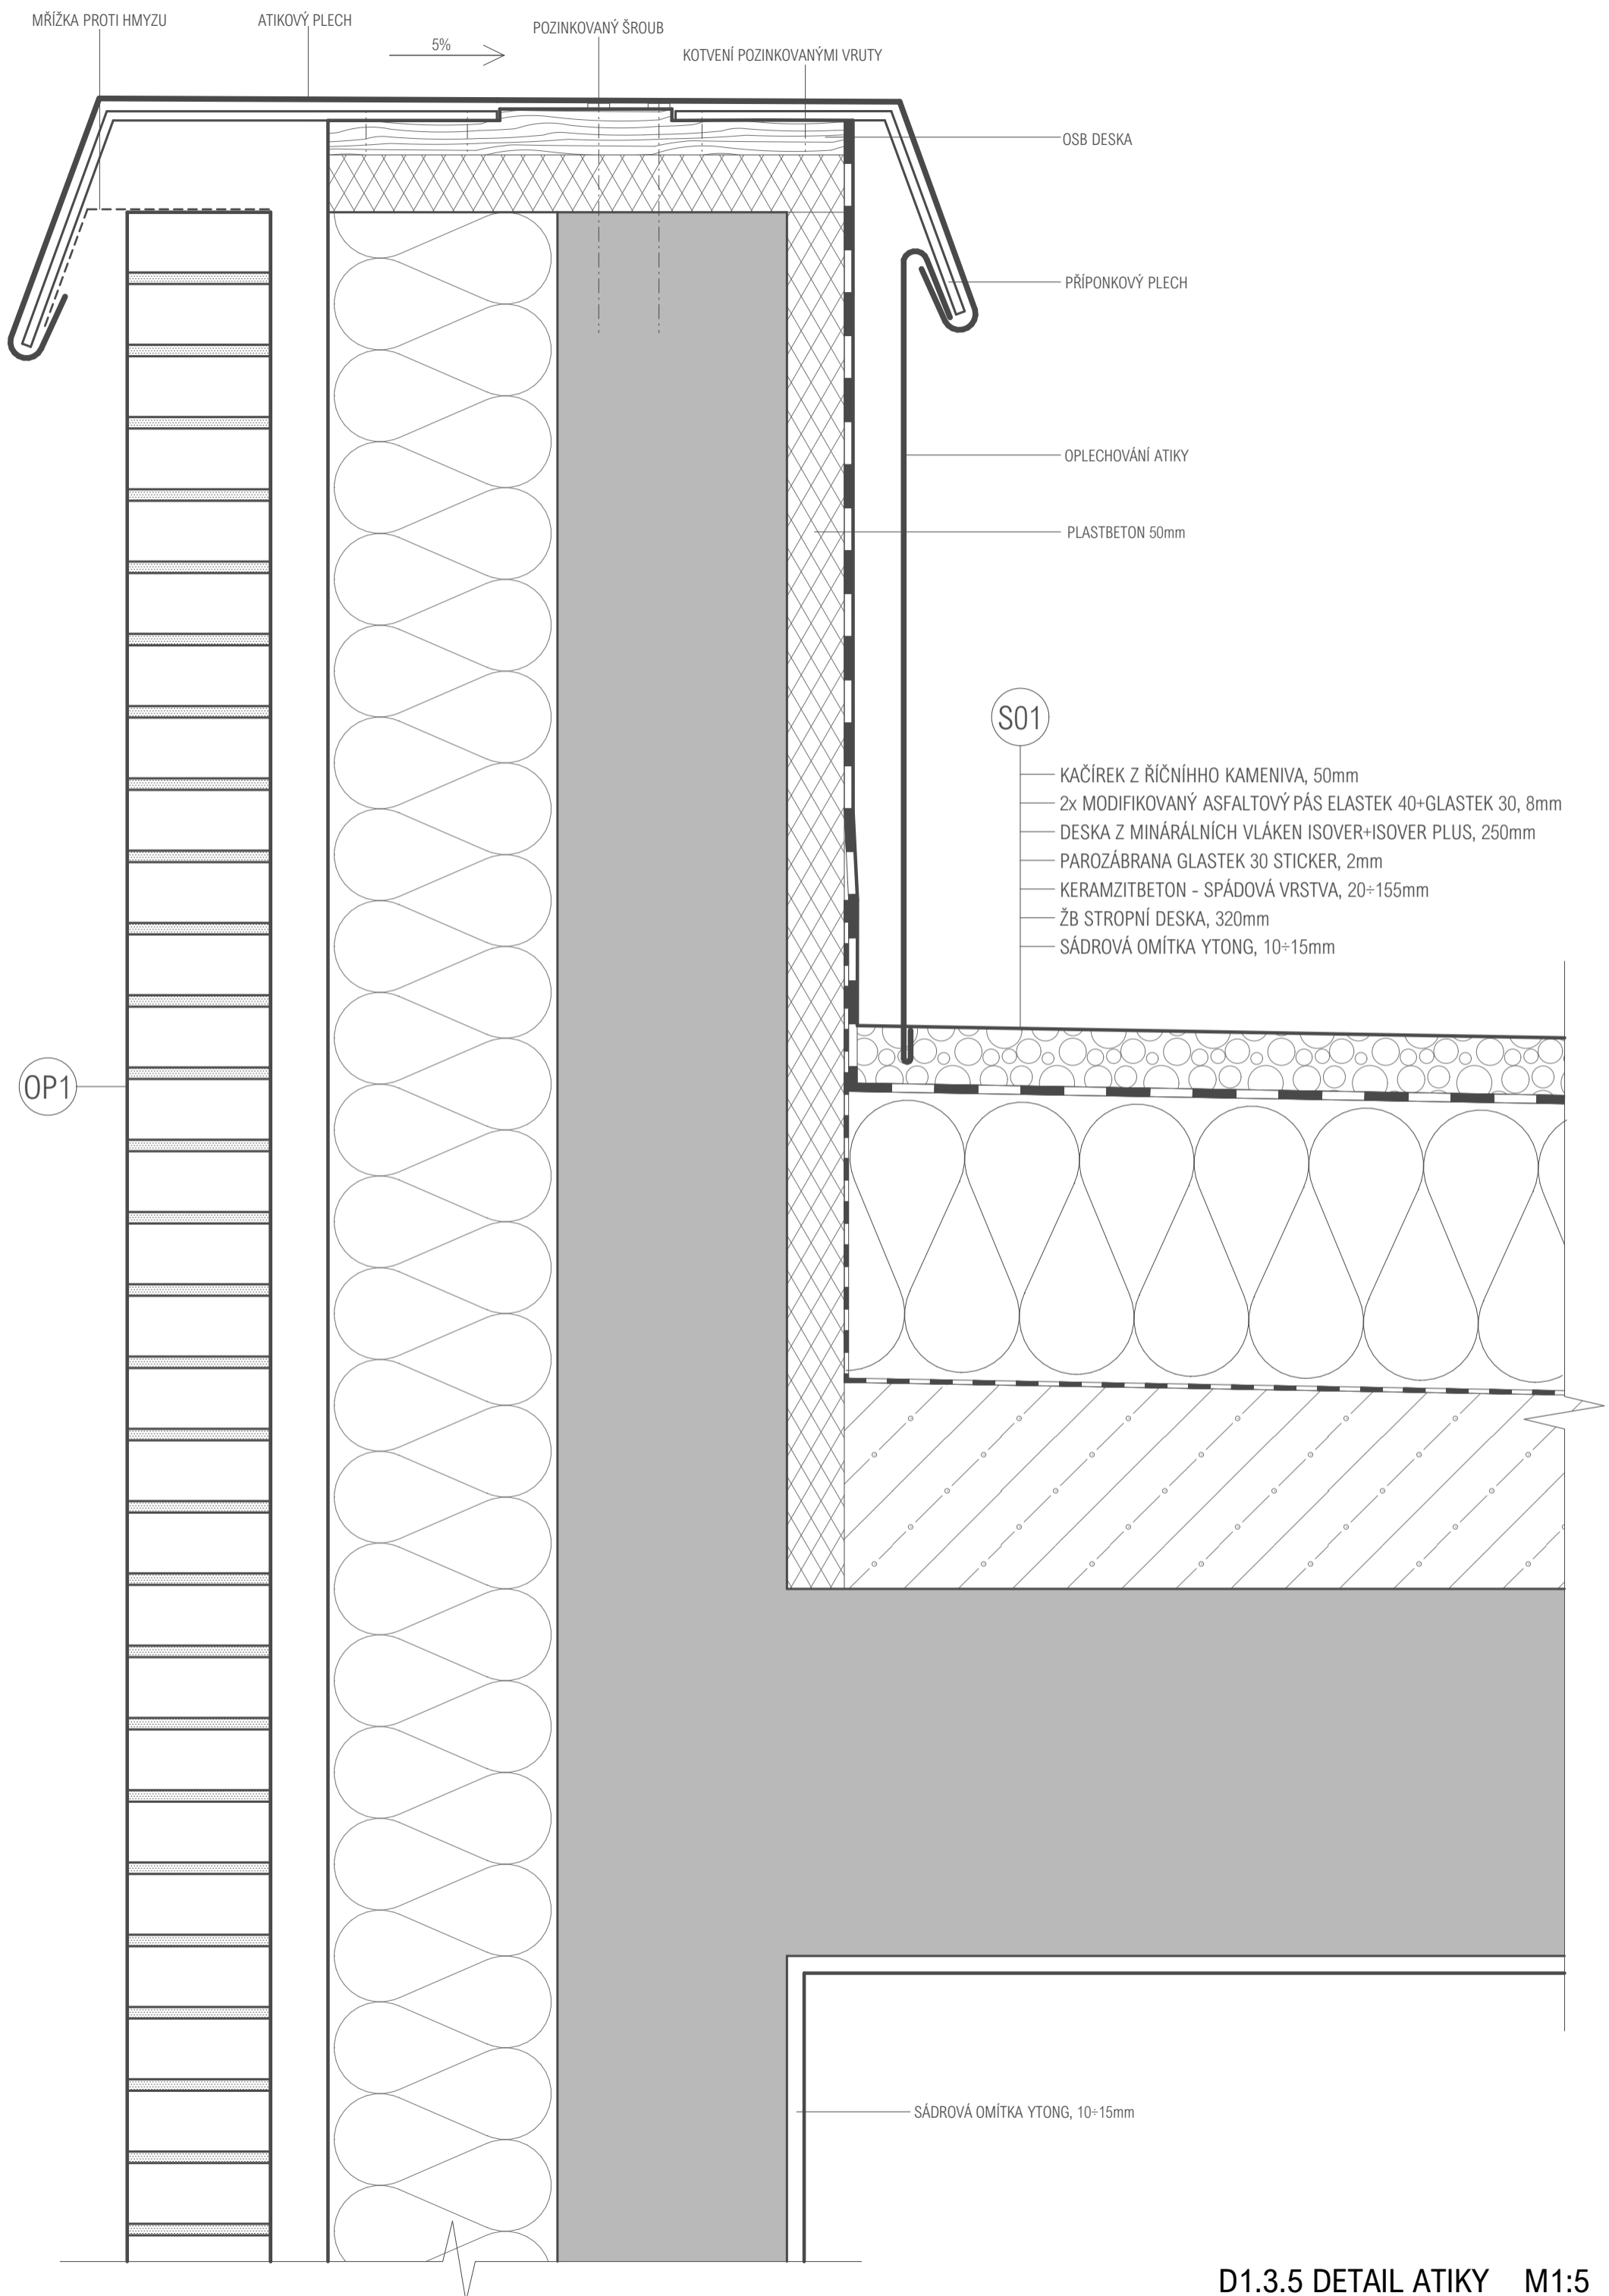 MŘÍŽKA PROTI HMYZU
ATIKOVÝ PLECH
5%
POZINKOVANÝ ŠROUB
KOTVENÍ POZINKOVANÝMI VRUTY
OSB DESKA
PŘÍPONKOVÝ PLECH
OPLECHOVÁNÍ ATIKY
PLASTBETON 50mm
S01
KAČÍREK Z ŘÍČNÍHHO KAMENIVA, 50mm
2x MODIFIKOVANÝ ASFALTOVÝ PÁS ELASTEK 40+GLASTEK 30, 8mm
DESKA Z MINÁRÁLNÍCH VLÁKEN ISOVER+ISOVER PLUS, 250mm
PAROZÁBRANA GLASTEK 30 STICKER, 2mm
KERAMZITBETON - SPÁDOVÁ VRSTVA, 20÷155mm
ŽB STROPNÍ DESKA, 320mm
SÁDROVÁ OMÍTKA YTONG, 10÷15mm
OP1
SÁDROVÁ OMÍTKA YTONG, 10÷15mm
D1.3.5 DETAIL ATIKY M1:5